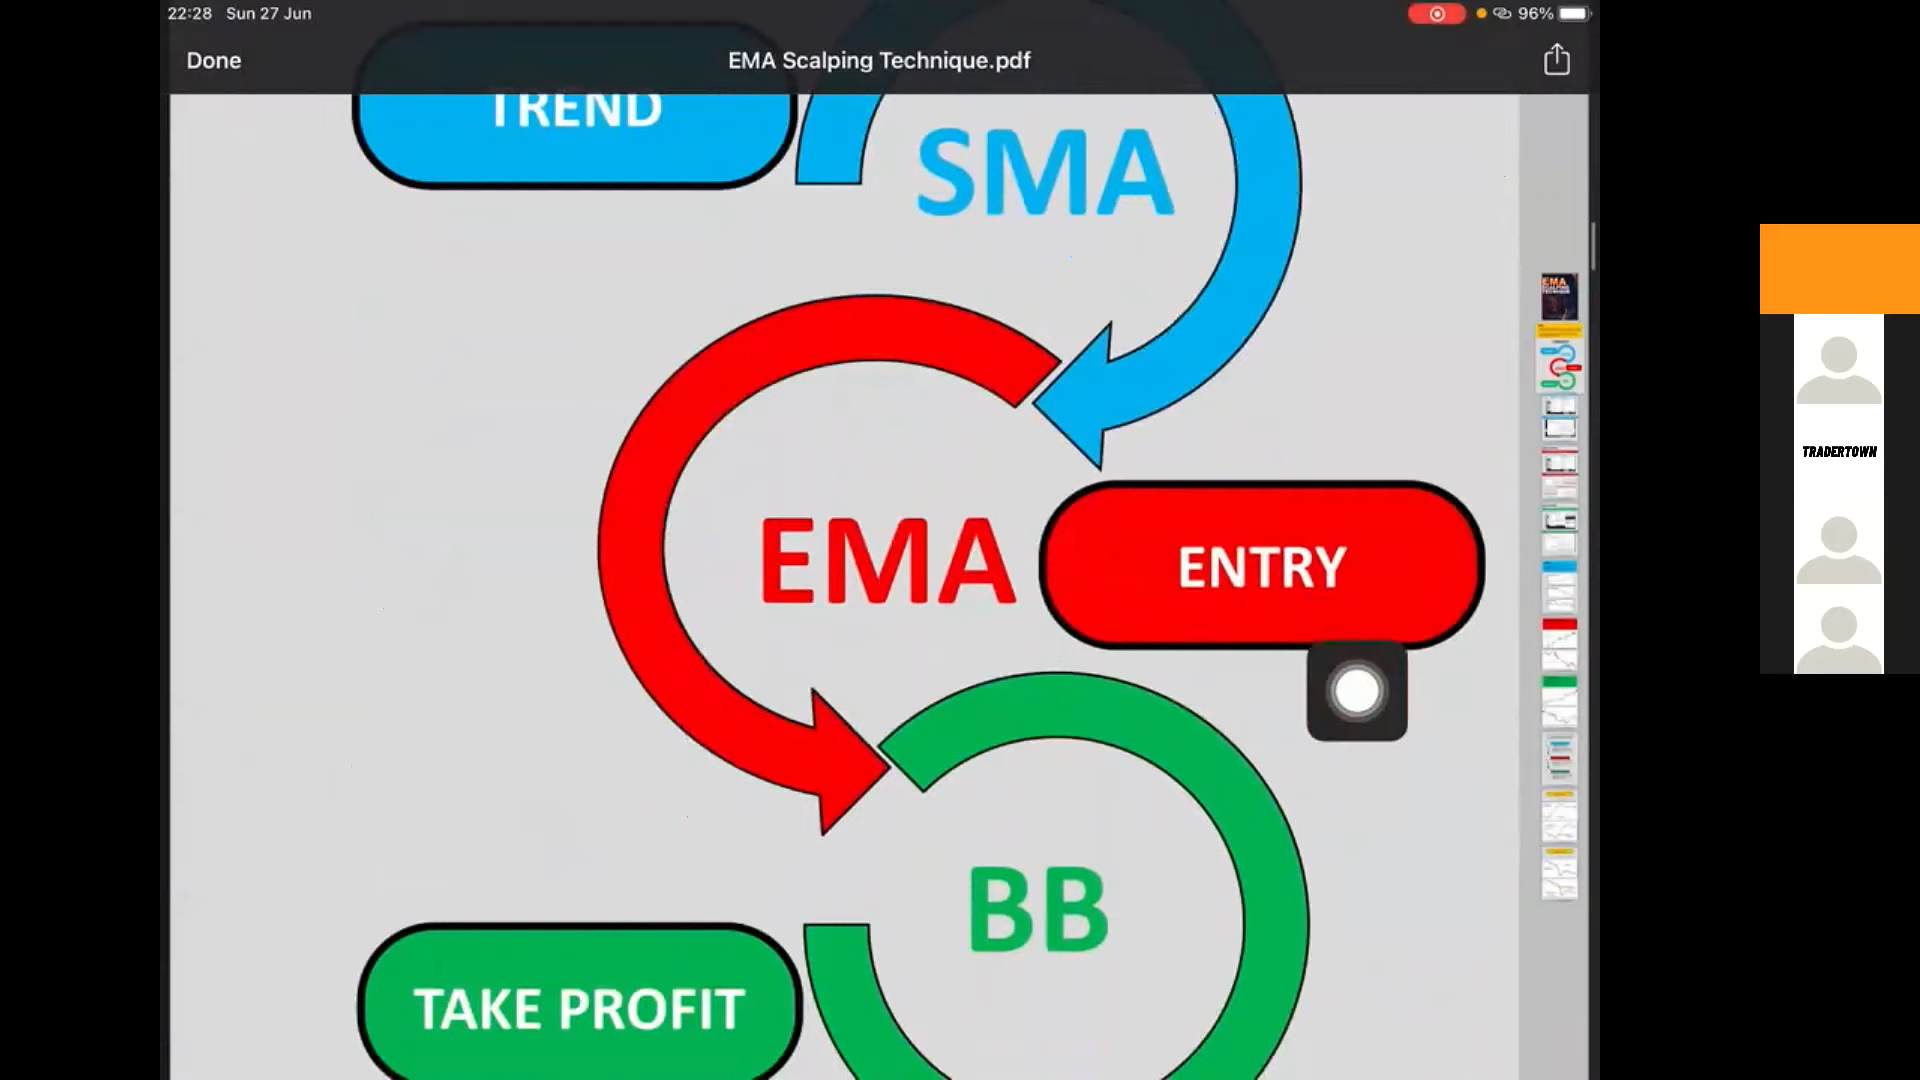 22:28 Sun 27 Jun
96%
Done
EMA Scalping Technique.pdf
TREND
SMA
EMA
ENTRY
BB
TAKE PROFIT
TRADERTOWN